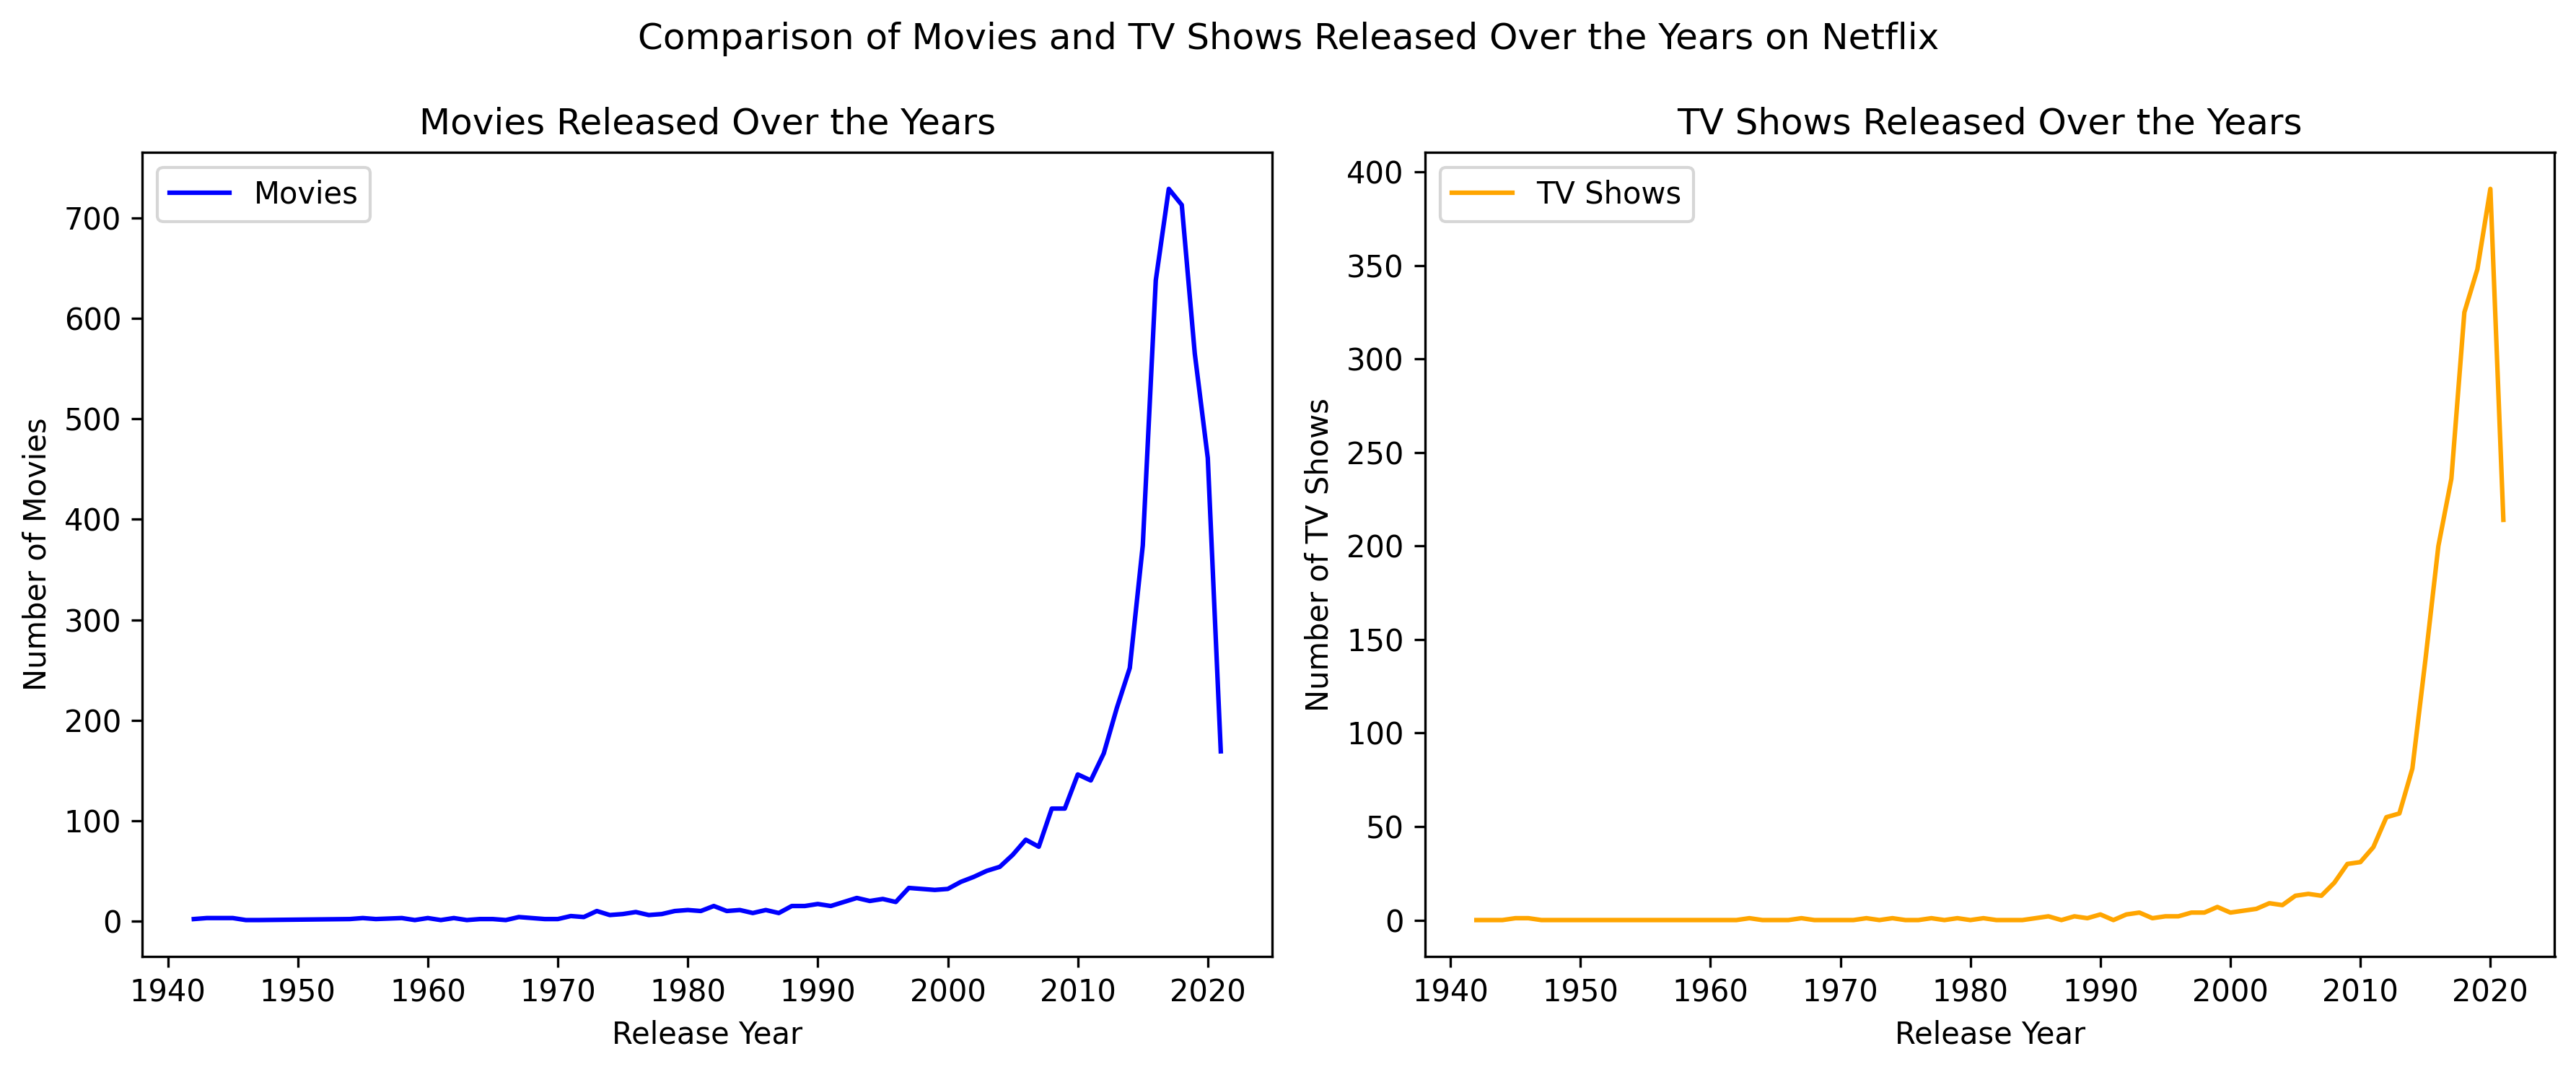 Comparison of Movies and TV Shows Released Over the Years on Netflix
Movies Released Over the Years
Movies
Number of Movies
700
600
500
400
300
200
100
0
1940 1950 1960 1970 1980 1990 2000 2010 2020
Release Year
TV Shows Released Over the Years
TV Shows
Number of TV Shows
400
350
300
250
200
150
100
50
0
1940 1950 1960 1970 1980 1990 2000 2010 2020
Release Year